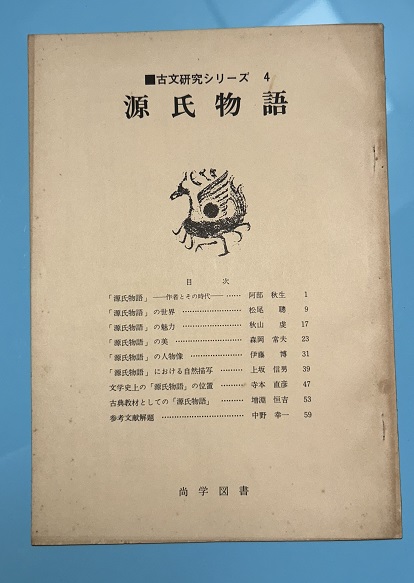 ■古文研究シリーズ 4
源氏物語
目次
「源氏物語」――作者とその時代―― …… 阿部 秋生 1
「源氏物語」の世界 ………………… 松尾 聰 9
「源氏物語」の魅力 ………………… 秋山 虔 17
「源氏物語」の美 …………………… 森岡 常夫 23
「源氏物語」の人物像 ……………… 伊藤 博 31
「源氏物語」における自然描写 ……… 上坂 信男 39
文学史上の「源氏物語」の位置 ……… 寺本 直彦 47
古典教材としての「源氏物語」 ……… 増淵 恒吉 53
参考文献解題 ………………………… 中野 幸一 59
尚学図書